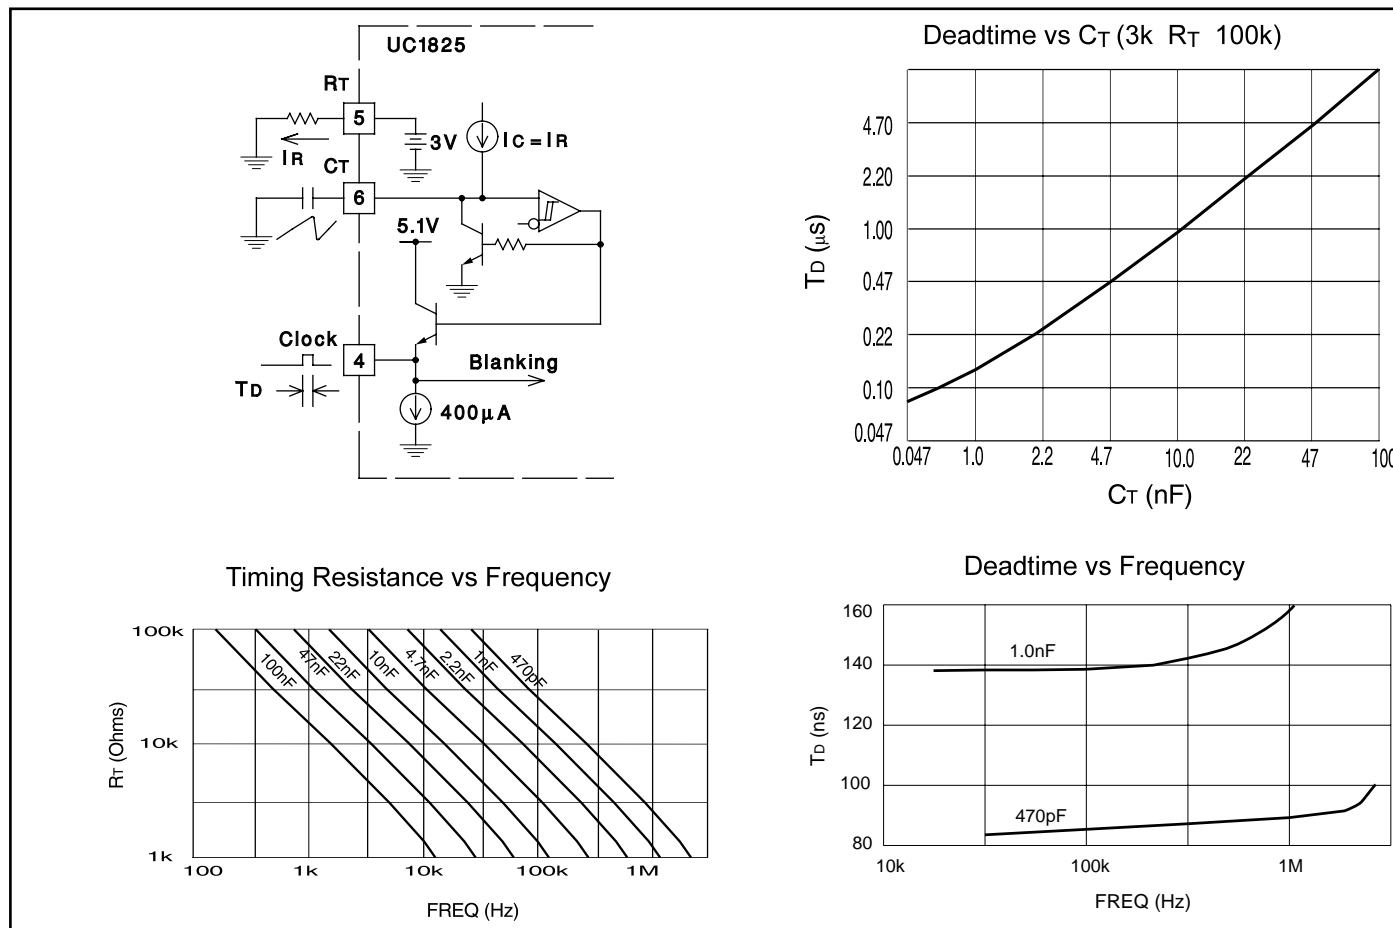 UC1825
RT
5
IR
3V
IC=IR
CT
6
5.1V
Clock
4
Blanking
TD
400µA
Deadtime vs CT (3k RT 100k)
TD (µs)
4.70
2.20
1.00
0.47
0.22
0.10
0.047
0.047 1.0 2.2 4.7 10.0 22 47 100
CT (nF)
Timing Resistance vs Frequency
RT (Ohms)
100k
10k
1k
100nF
47nF
22nF
10nF
4.7nF
2.2nF
1nF
470pF
100 1k 10k 100k 1M
FREQ (Hz)
Deadtime vs Frequency
TD (ns)
160
140
120
100
80
1.0nF
470pF
10k 100k 1M
FREQ (Hz)